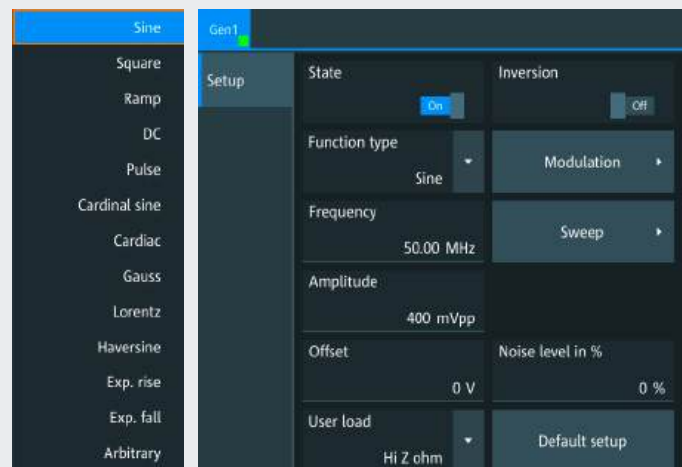 Sine
Square
Ramp
DC
Pulse
Cardinal sine
Cardiac
Gauss
Lorentz
Haversine
Exp. rise
Exp. fall
Arbitrary
Gen1
Setup
State
On
Inversion
Off
Function type
Sine
Modulation
Frequency
50.00 MHz
Sweep
Amplitude
400 mVpp
Offset
0 V
Noise level in %
0 %
User load
Hi Z ohm
Default setup